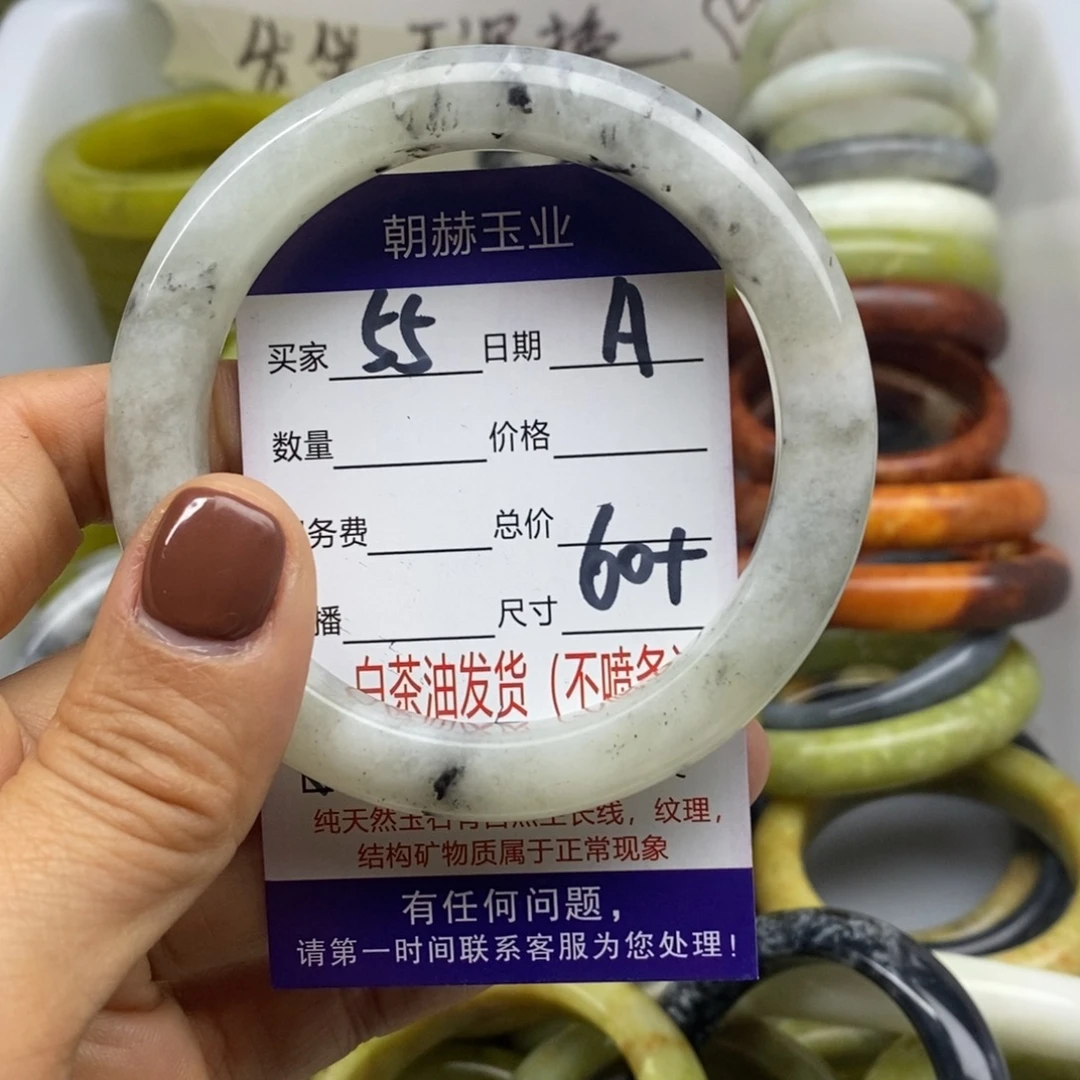 朝赫玉业
买家 55 日期 A
数量 价格
务费 总价
播 尺寸 60+
白茶油发货（不喷
纯天然玉石有自然生长线，纹理，
结构矿物质属于正常现象
有任何问题，
请第一时间联系客服为您处理！